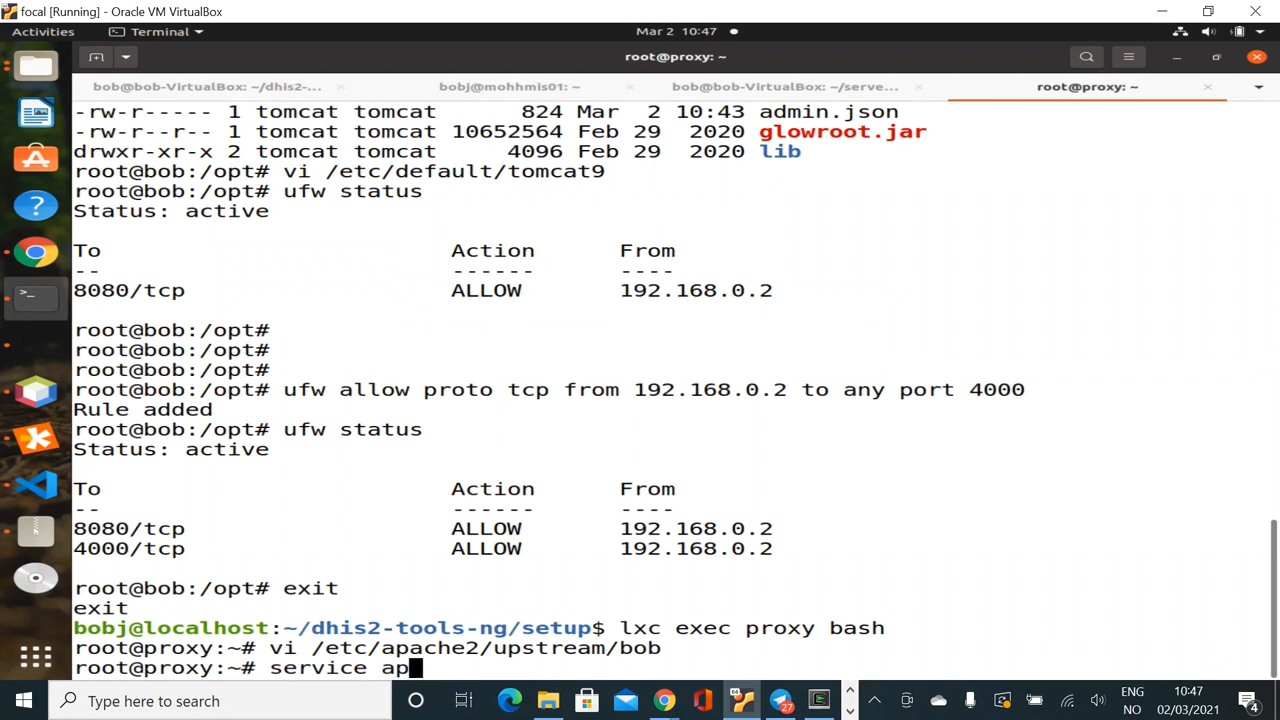 focal [Running] - Oracle VM VirtualBox
Activities
Terminal
Mar 2 10:47
root@proxy: ~
bob@bob-VirtualBox: ~/dhis2-...
bobj@mohhmis01: ~
bob@bob-VirtualBox: ~/serve...
root@proxy: ~
-rw-r----- 1 tomcat tomcat 824 Mar 2 10:43 admin.json
-rw-r--r-- 1 tomcat tomcat 10652564 Feb 29 2020 glowroot.jar
drwxr-xr-x 2 tomcat tomcat 4096 Feb 29 2020 lib
root@bob:/opt# vi /etc/default/tomcat9
root@bob:/opt# ufw status
Status: active
To Action From
-- ------ ----
8080/tcp ALLOW 192.168.0.2
root@bob:/opt#
root@bob:/opt#
root@bob:/opt#
root@bob:/opt# ufw allow proto tcp from 192.168.0.2 to any port 4000
Rule added
root@bob:/opt# ufw status
Status: active
To Action From
-- ------ ----
8080/tcp ALLOW 192.168.0.2
4000/tcp ALLOW 192.168.0.2
root@bob:/opt# exit
exit
bobj@localhost:~/dhis2-tools-ng/setup$ lxc exec proxy bash
root@proxy:~# vi /etc/apache2/upstream/bob
root@proxy:~# service ap
Type here to search
27
ENG
NO
10:47
02/03/2021
4